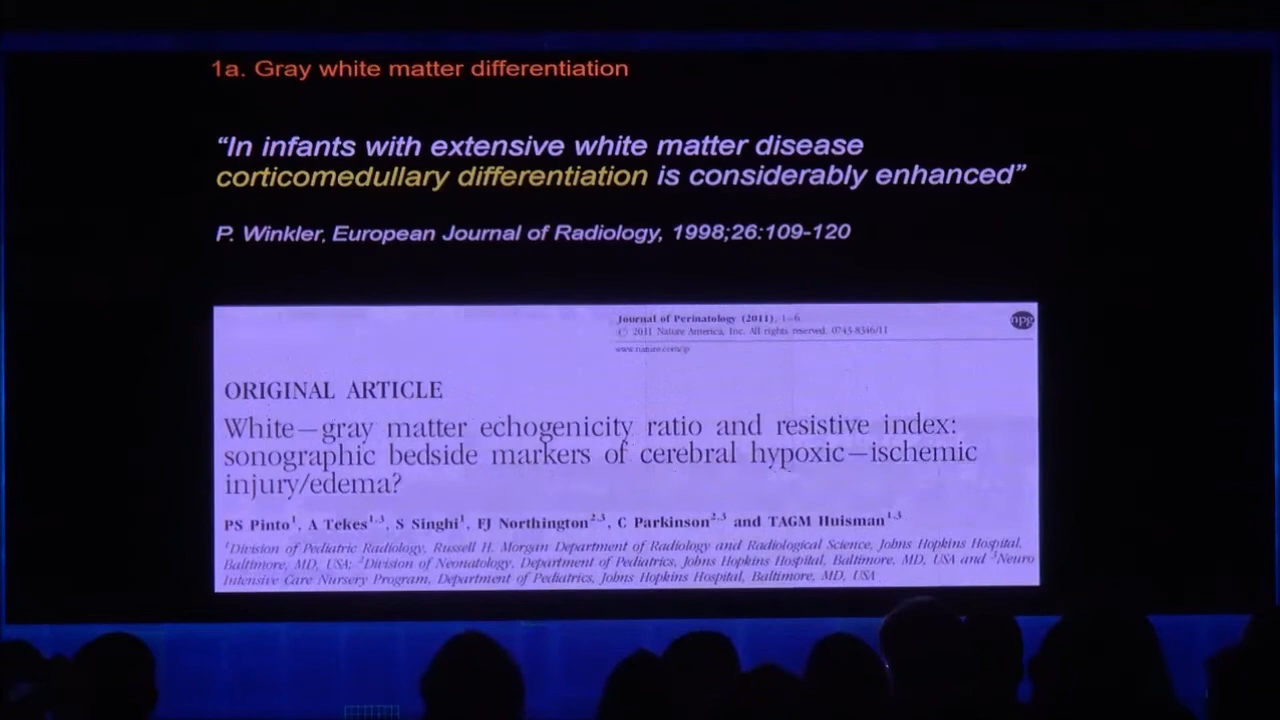 1a. Gray white matter differentiation
“In infants with extensive white matter disease
corticomedullary differentiation is considerably enhanced”
P. Winkler, European Journal of Radiology, 1998;26:109-120
Journal of Perinatology (2011), 1–6
© 2011 Nature America, Inc. All rights reserved. 0743-8346/11
npg
www.nature.com/jp
ORIGINAL ARTICLE
White–gray matter echogenicity ratio and resistive index:
sonographic bedside markers of cerebral hypoxic–ischemic
injury/edema?
PS Pinto¹, A Tekes¹,³, S Singhi¹, FJ Northington²,³, C Parkinson²,³ and TAGM Huisman¹,³
¹Division of Pediatric Radiology, Russell H. Morgan Department of Radiology and Radiological Science, Johns Hopkins Hospital,
Baltimore, MD, USA; ²Division of Neonatology, Department of Pediatrics, Johns Hopkins Hospital, Baltimore, MD, USA and ³Neuro
Intensive Care Nursery Program, Department of Pediatrics, Johns Hopkins Hospital, Baltimore, MD, USA